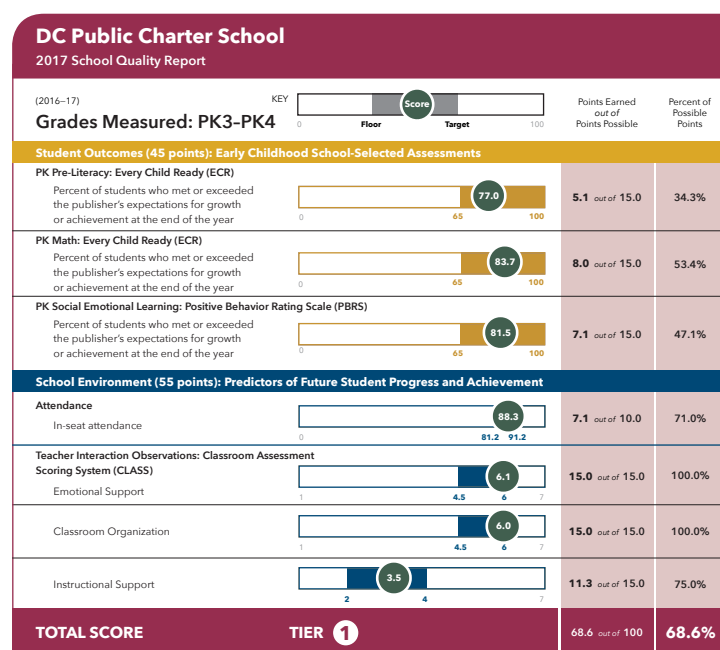 DC Public Charter School
2017 School Quality Report
(2016–17)
Grades Measured: PK3–PK4
KEY
Score
0 Floor Target 100
Points Earned
out of
Points Possible
Percent of
Possible
Points
Student Outcomes (45 points): Early Childhood School-Selected Assessments
PK Pre-Literacy: Every Child Ready (ECR)
Percent of students who met or exceeded
the publisher's expectations for growth
or achievement at the end of the year
77.0
0 65 100
5.1 out of 15.0
34.3%
PK Math: Every Child Ready (ECR)
Percent of students who met or exceeded
the publisher's expectations for growth
or achievement at the end of the year
83.7
0 65 100
8.0 out of 15.0
53.4%
PK Social Emotional Learning: Positive Behavior Rating Scale (PBRS)
Percent of students who met or exceeded
the publisher's expectations for growth
or achievement at the end of the year
81.5
0 65 100
7.1 out of 15.0
47.1%
School Environment (55 points): Predictors of Future Student Progress and Achievement
Attendance
In-seat attendance
88.3
0 81.2 91.2
7.1 out of 10.0
71.0%
Teacher Interaction Observations: Classroom Assessment
Scoring System (CLASS)
Emotional Support
6.1
1 4.5 6 7
15.0 out of 15.0
100.0%
Classroom Organization
6.0
1 4.5 6 7
15.0 out of 15.0
100.0%
Instructional Support
3.5
2 4 7
11.3 out of 15.0
75.0%
TOTAL SCORE
TIER 1
68.6 out of 100
68.6%